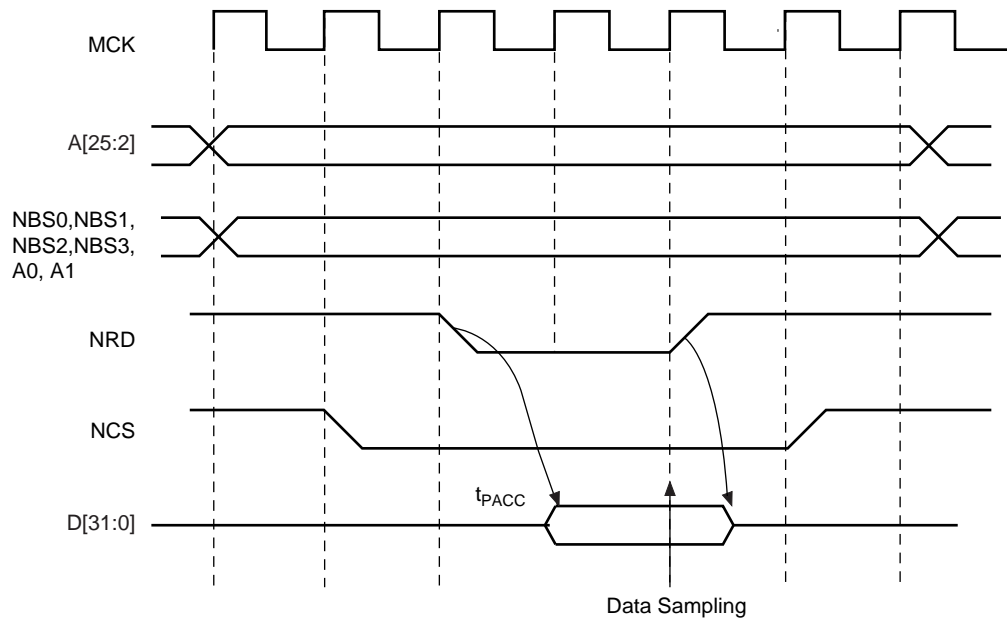 MCK
A[25:2]
NBS0,NBS1,
NBS2,NBS3,
A0, A1
NRD
NCS
tPACC
D[31:0]
Data Sampling